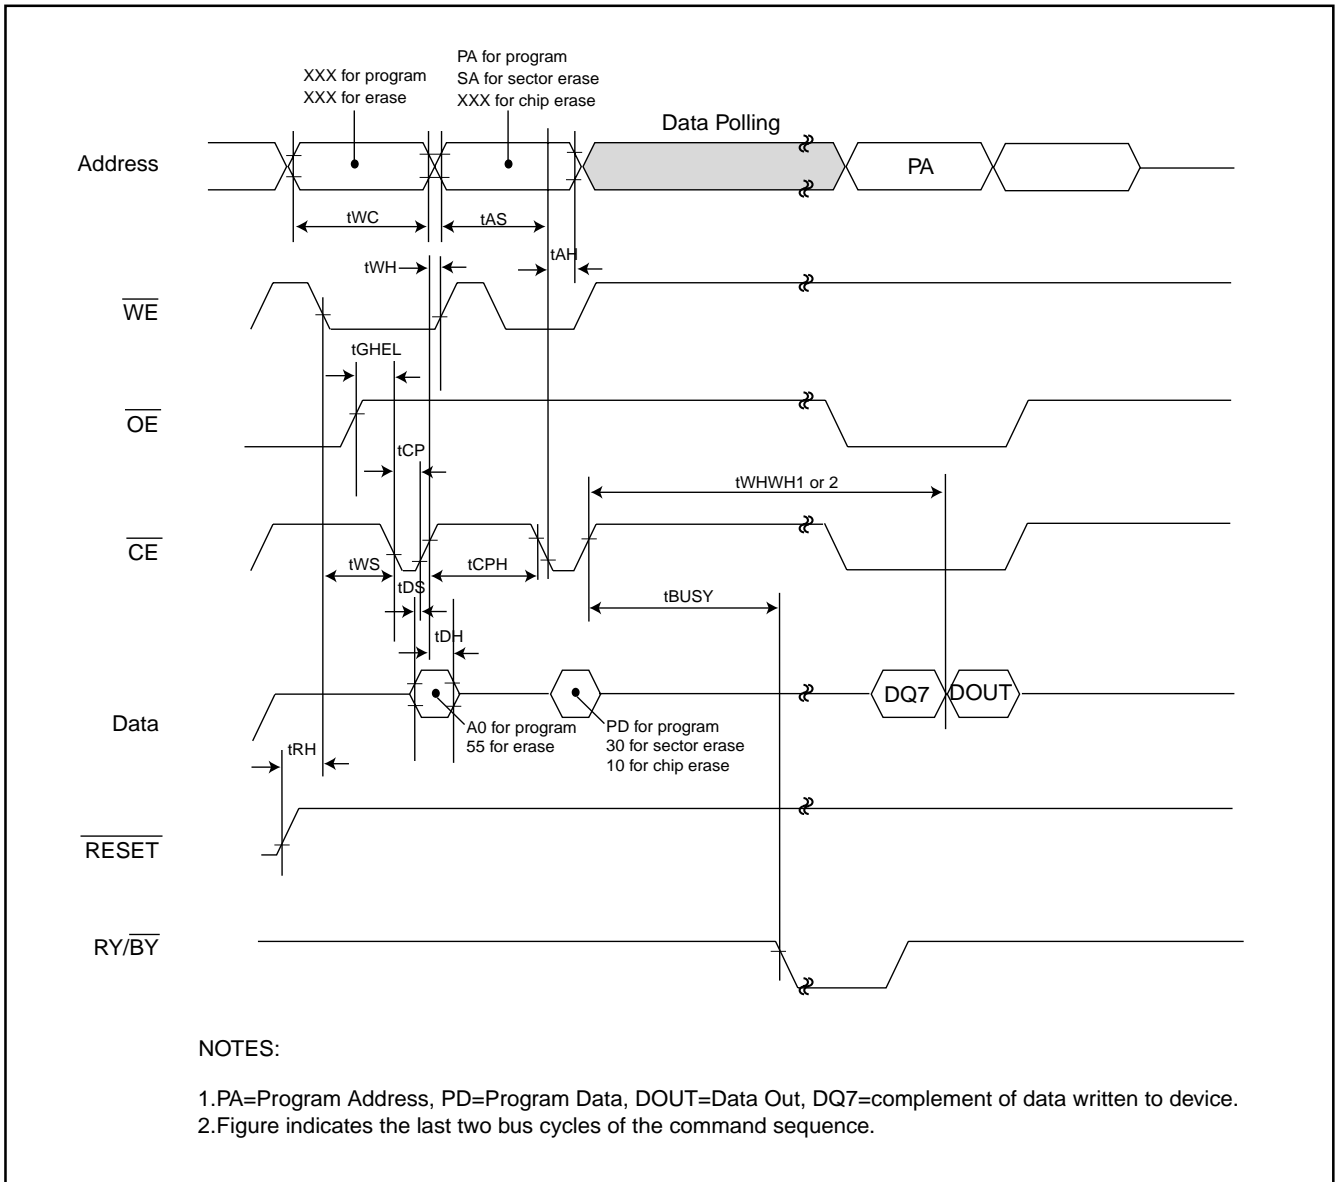 XXX for program
XXX for erase
PA for program
SA for sector erase
XXX for chip erase
Data Polling
Address
PA
tWC
tAS
tAH
tWH
WE
tGHEL
OE
tCP
tWHWH1 or 2
CE
tWS
tCPH
tDS
tBUSY
tDH
DQ7
DOUT
Data
A0 for program
55 for erase
PD for program
30 for sector erase
10 for chip erase
tRH
RESET
RY/BY
NOTES:
1.PA=Program Address, PD=Program Data, DOUT=Data Out, DQ7=complement of data written to device.
2.Figure indicates the last two bus cycles of the command sequence.